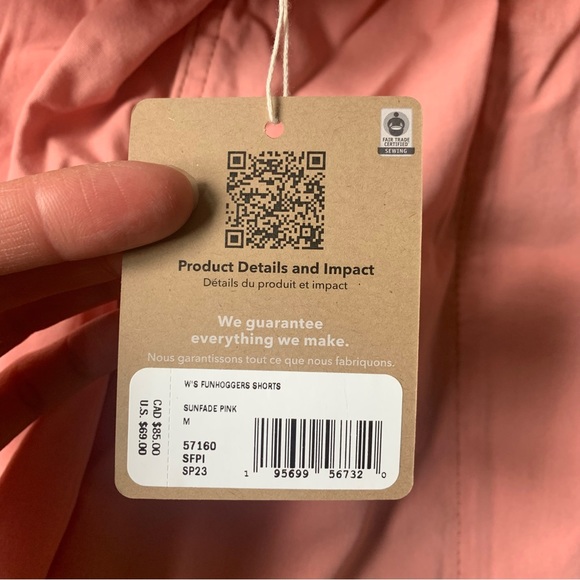 FAIR TRADE
CERTIFIED
SEWING
Product Details and Impact
Détails du produit et impact
We guarantee
everything we make.
Nous garantissons tout ce que nous fabriquons.
W'S FUNHOGGERS SHORTS
SUNFADE PINK
M
57160
SFPI
SP23
CAD $85.00
U.S. $69.00
1 95699 56732 0